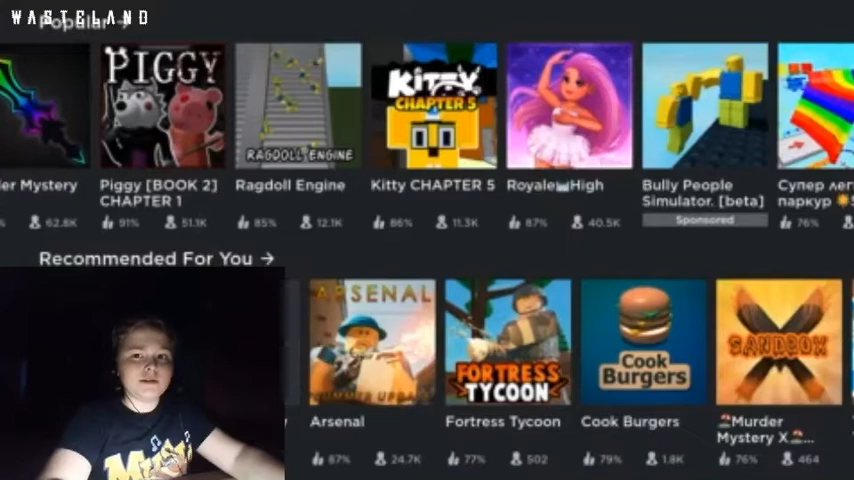 WASTELAND
Popular →
PIGGY
RAGDOLL ENGINE
KITTY
CHAPTER 5
er Mystery
Piggy [BOOK 2]
CHAPTER 1
Ragdoll Engine
Kitty CHAPTER 5
Royale High
Bully People
Simulator. [beta]
Супер лег
паркур
62.8K
91%
51.1K
85%
12.1K
86%
11.3K
87%
40.5K
Sponsored
76%
Recommended For You →
ARSENAL
SUMMER UPDATE
FORTRESS
TYCOON
Cook
Burgers
SANDBOX
Arsenal
Fortress Tycoon
Cook Burgers
Murder
Mystery X
...
87%
24.7K
77%
502
79%
1.8K
76%
464